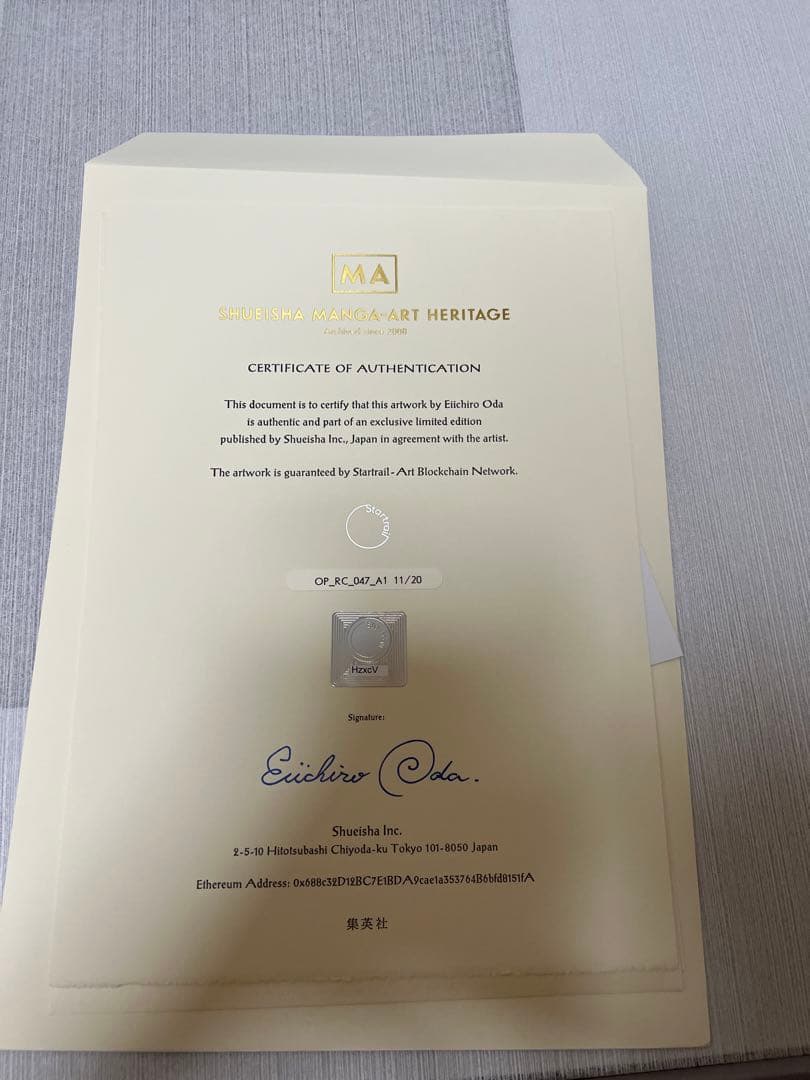 MA
SHUEISHA MANGA-ART HERITAGE
Archived since 2008
CERTIFICATE OF AUTHENTICATION
This document is to certify that this artwork by Eiichiro Oda
is authentic and part of an exclusive limited edition
published by Shueisha Inc., Japan in agreement with the artist.
The artwork is guaranteed by Startrail-Art Blockchain Network.
Startrail
OP_RC_047_A1 11/20
HzxcV
Signature:
Eiichiro Oda.
Shueisha Inc.
2-5-10 Hitotsubashi Chiyoda-ku Tokyo 101-8050 Japan
Ethereum Address: 0x688c32D12BC7E1BDA9cae1a353764B6bfd8151fA
集英社